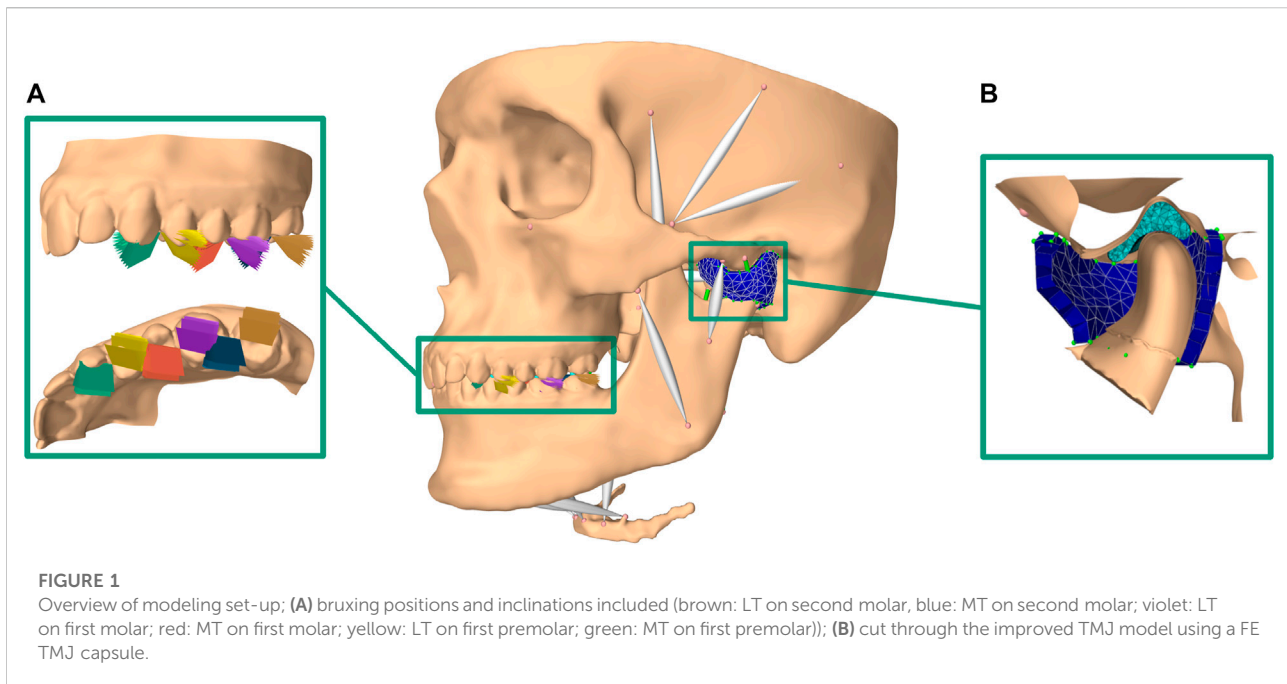 A
B
FIGURE 1
Overview of modeling set-up; (A) bruxing positions and inclinations included (brown: LT on second molar, blue: MT on second molar; violet: LT
on first molar; red: MT on first molar; yellow: LT on first premolar; green: MT on first premolar)); (B) cut through the improved TMJ model using a FE
TMJ capsule.